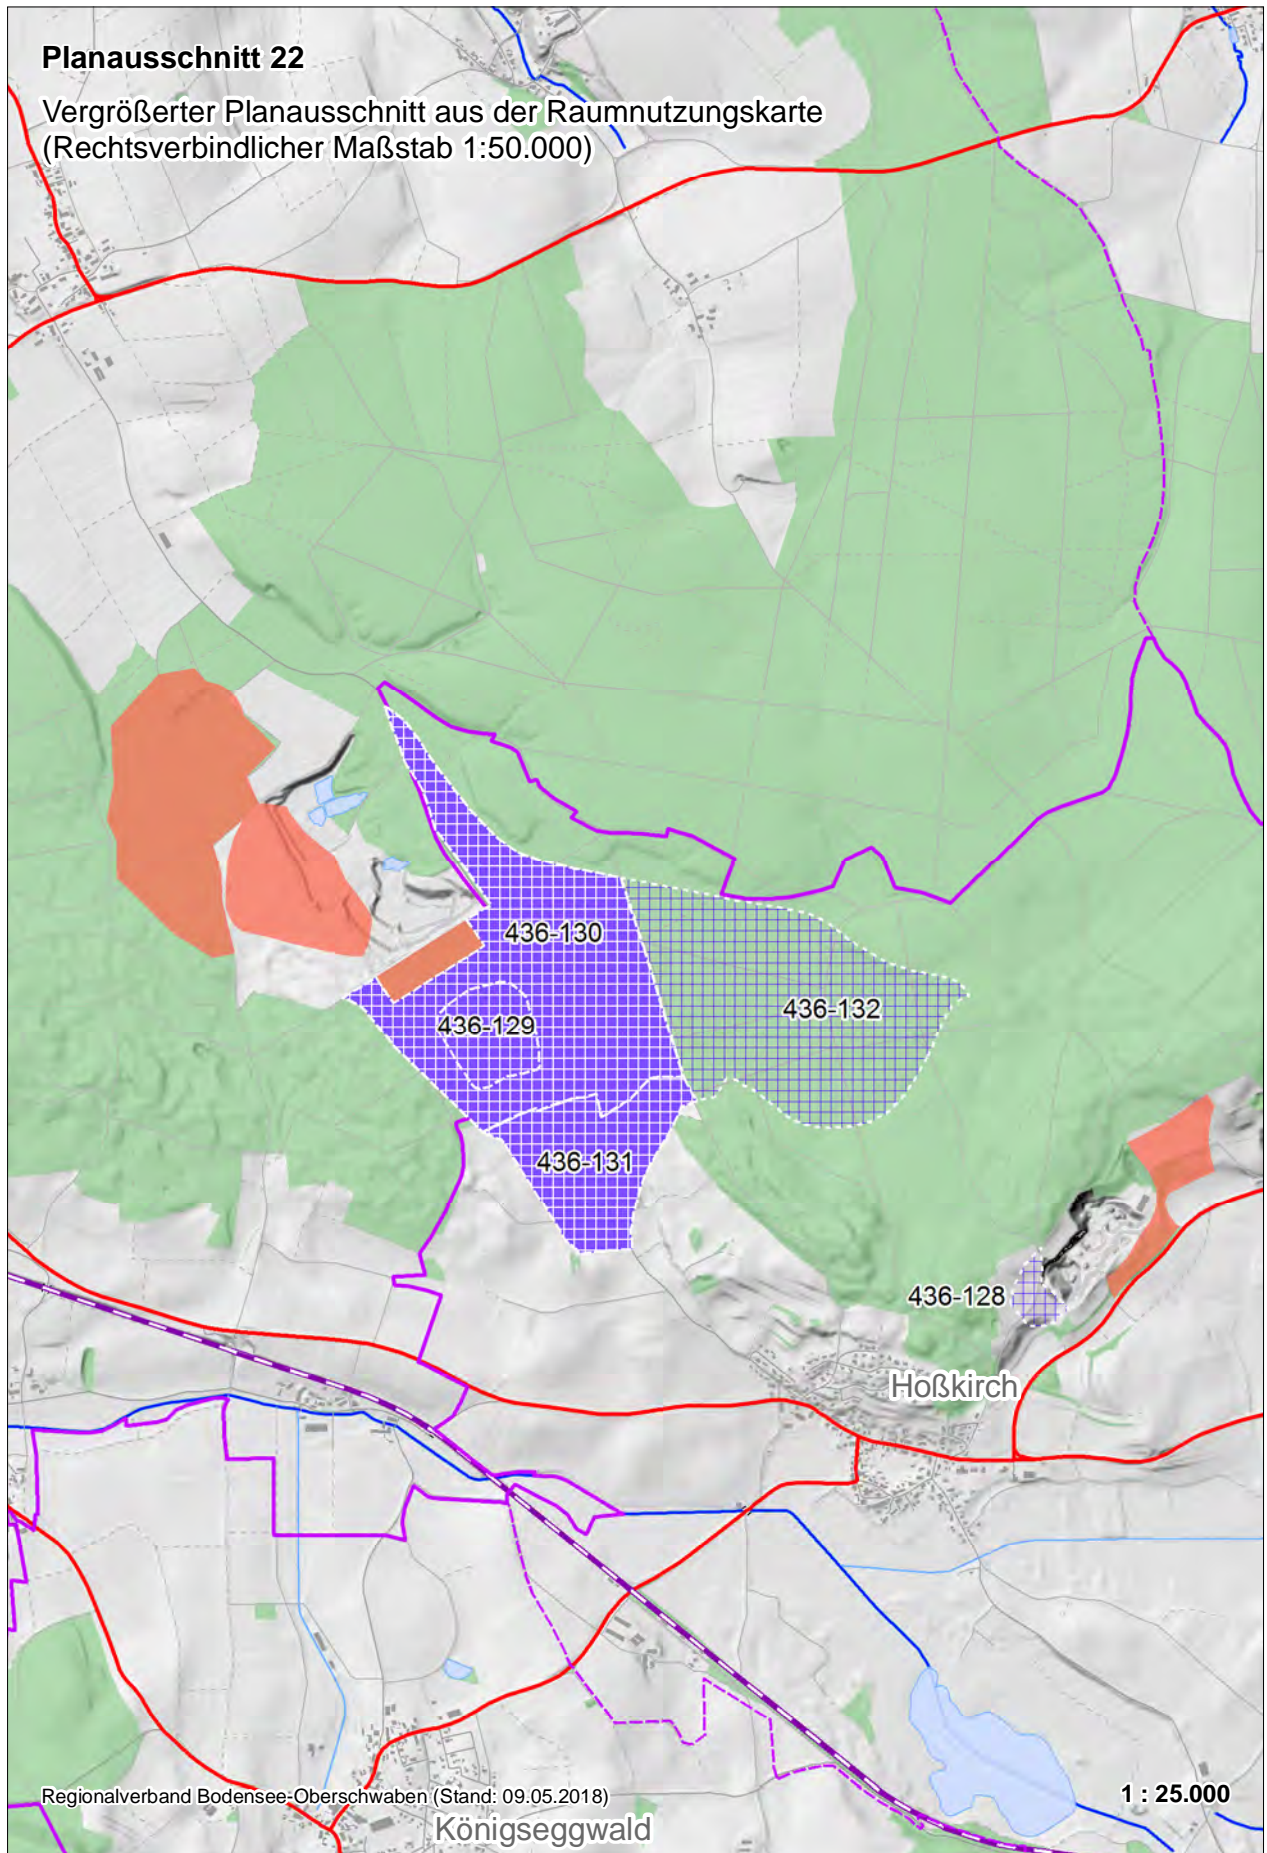 Planausschnitt 22
Vergrößerter Planausschnitt aus der Raumnutzungskarte
(Rechtsverbindlicher Maßstab 1:50.000)
436-130
436-132
436-129
436-131
436-128
Hoßkirch
Regionalverband Bodensee-Oberschwaben (Stand: 09.05.2018)
1 : 25.000
Königseggwald